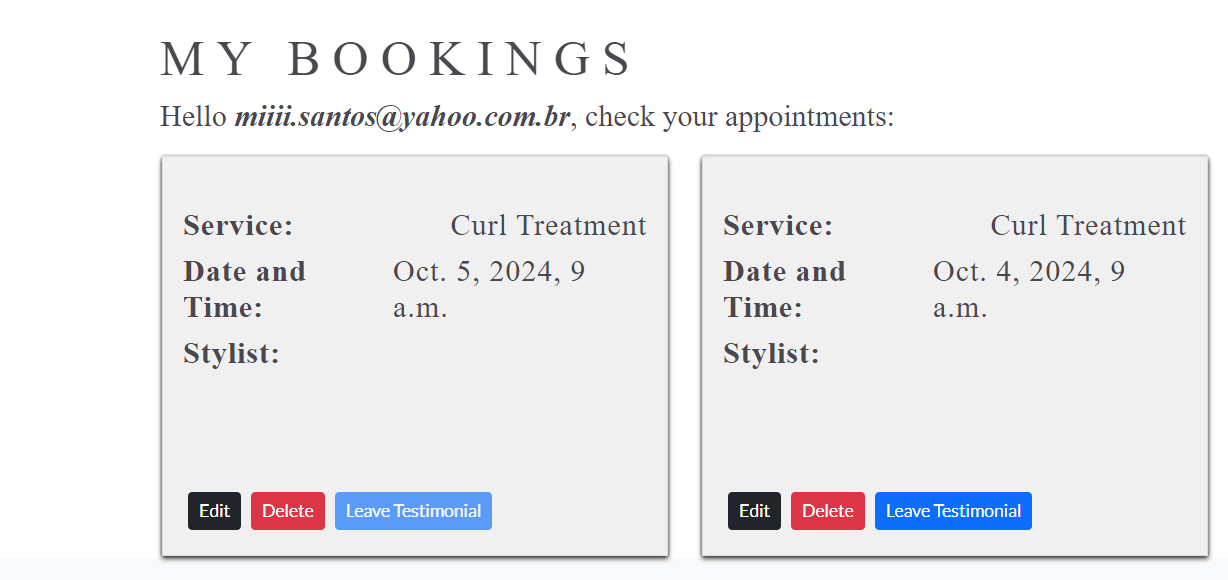 MY BOOKINGS
Hello miiii.santos@yahoo.com.br, check your appointments:
Service: Curl Treatment
Date and Time: Oct. 5, 2024, 9 a.m.
Stylist:
Edit Delete Leave Testimonial
Service: Curl Treatment
Date and Time: Oct. 4, 2024, 9 a.m.
Stylist:
Edit Delete Leave Testimonial